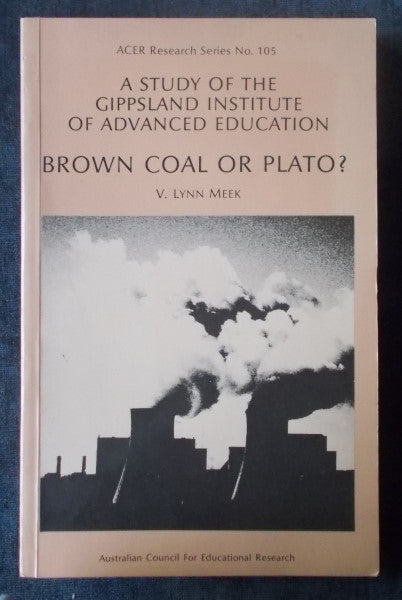 ACER Research Series No. 105
A STUDY OF THE
GIPPSLAND INSTITUTE
OF ADVANCED EDUCATION
BROWN COAL OR PLATO?
V. LYNN MEEK
Australian Council For Educational Research